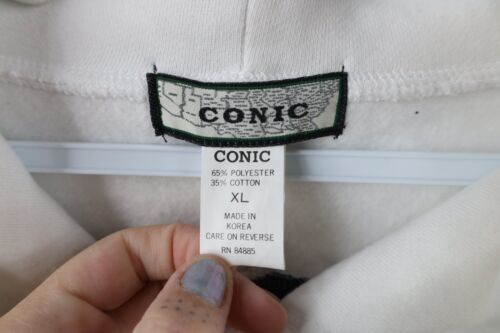 CONIC
CONIC
65% POLYESTER
35% COTTON
XL
MADE IN
KOREA
CARE ON REVERSE
RN 84885